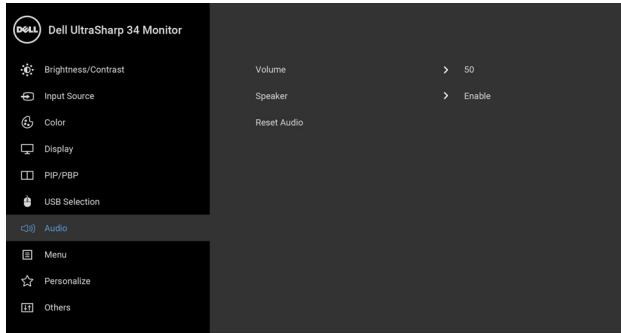 DELL Dell UltraSharp 34 Monitor
Brightness/Contrast
Volume 50
Input Source
Speaker Enable
Color
Reset Audio
Display
PIP/PBP
USB Selection
Audio
Menu
Personalize
Others